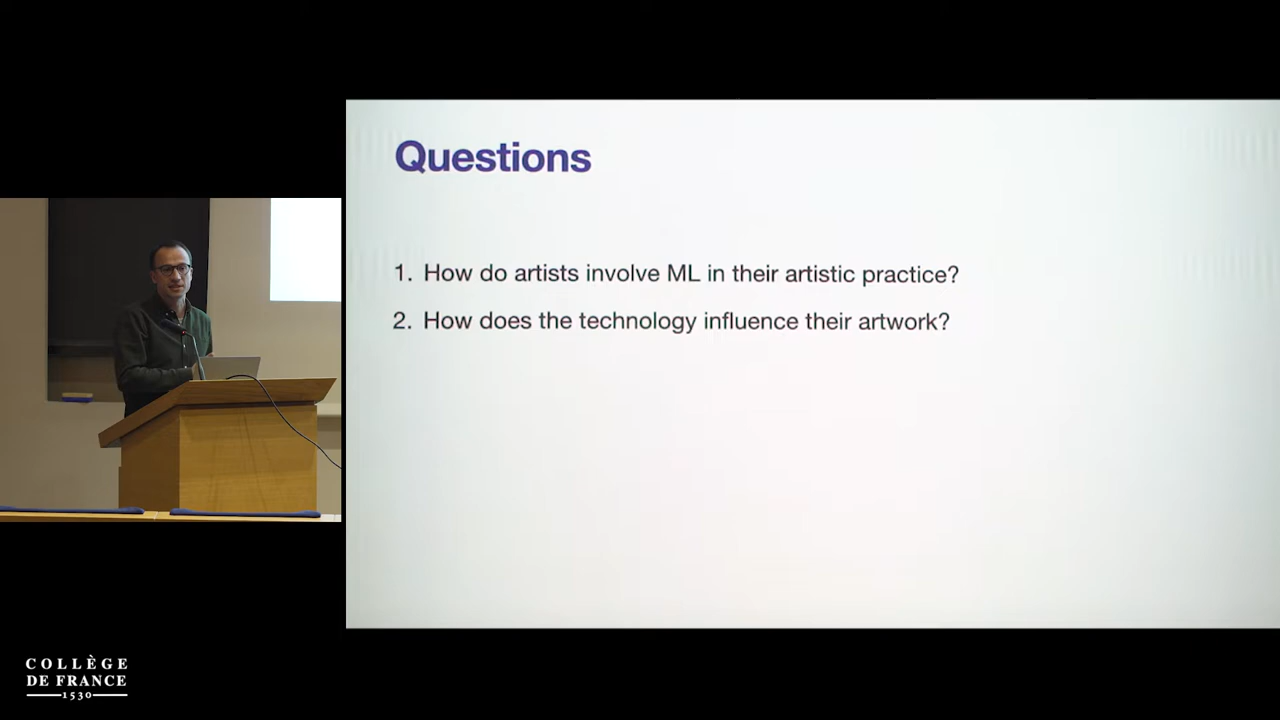 Questions
1. How do artists involve ML in their artistic practice?
2. How does the technology influence their artwork?
COLLÈGE
DE FRANCE
1530